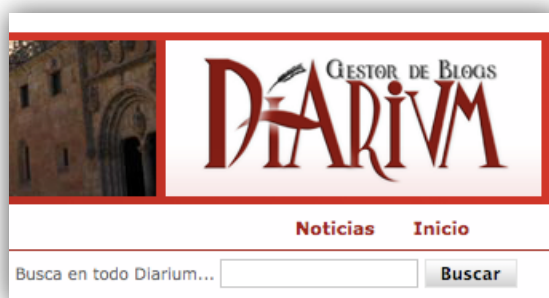 GESTOR DE BLOGS
DIARIVM
Noticias Inicio
Busca en todo Diarium... Buscar